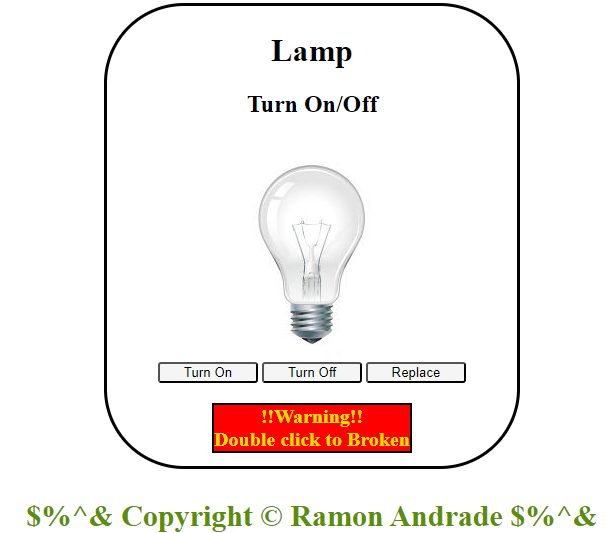 Lamp
Turn On/Off
Turn On Turn Off Replace
!!Warning!!
Double click to Broken
$%^& Copyright © Ramon Andrade $%^&